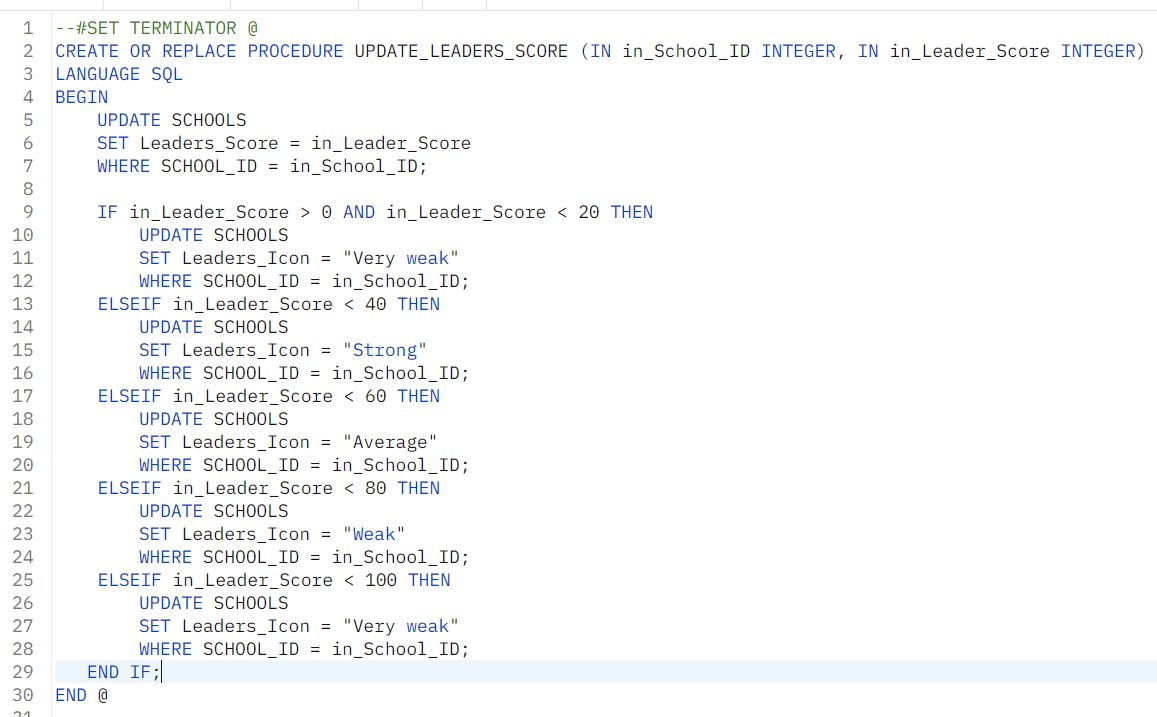 1 --#SET TERMINATOR @
2 CREATE OR REPLACE PROCEDURE UPDATE_LEADERS_SCORE (IN in_School_ID INTEGER, IN in_Leader_Score INTEGER)
3 LANGUAGE SQL
4 BEGIN
5     UPDATE SCHOOLS
6     SET Leaders_Score = in_Leader_Score
7     WHERE SCHOOL_ID = in_School_ID;
8
9     IF in_Leader_Score > 0 AND in_Leader_Score < 20 THEN
10         UPDATE SCHOOLS
11         SET Leaders_Icon = "Very weak"
12         WHERE SCHOOL_ID = in_School_ID;
13     ELSEIF in_Leader_Score < 40 THEN
14         UPDATE SCHOOLS
15         SET Leaders_Icon = "Strong"
16         WHERE SCHOOL_ID = in_School_ID;
17     ELSEIF in_Leader_Score < 60 THEN
18         UPDATE SCHOOLS
19         SET Leaders_Icon = "Average"
20         WHERE SCHOOL_ID = in_School_ID;
21     ELSEIF in_Leader_Score < 80 THEN
22         UPDATE SCHOOLS
23         SET Leaders_Icon = "Weak"
24         WHERE SCHOOL_ID = in_School_ID;
25     ELSEIF in_Leader_Score < 100 THEN
26         UPDATE SCHOOLS
27         SET Leaders_Icon = "Very weak"
28         WHERE SCHOOL_ID = in_School_ID;
29    END IF;
30 END @
31